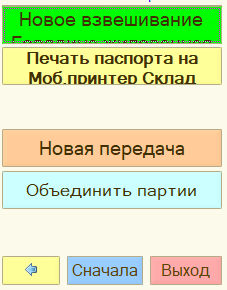 Новое взвешивание
Печать паспорта на
Моб.принтер Склад
Новая передача
Объединить партии
Сначала
Выход